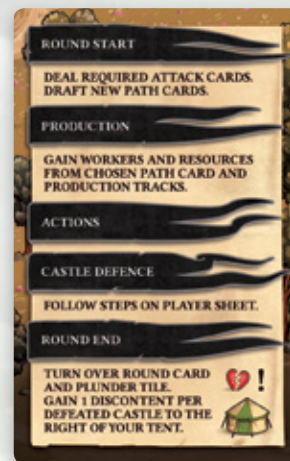 ROUND START
DEAL REQUIRED ATTACK CARDS.
DRAFT NEW PATH CARDS.
PRODUCTION
GAIN WORKERS AND RESOURCES
FROM CHOSEN PATH CARD AND
PRODUCTION TRACKS.
ACTIONS
CASTLE DEFENCE
FOLLOW STEPS ON PLAYER SHEET.
ROUND END
TURN OVER ROUND CARD
AND PLUNDER TILE.
GAIN 1 DISCONTENT PER
DEFEATED CASTLE TO THE
RIGHT OF YOUR TENT.
!